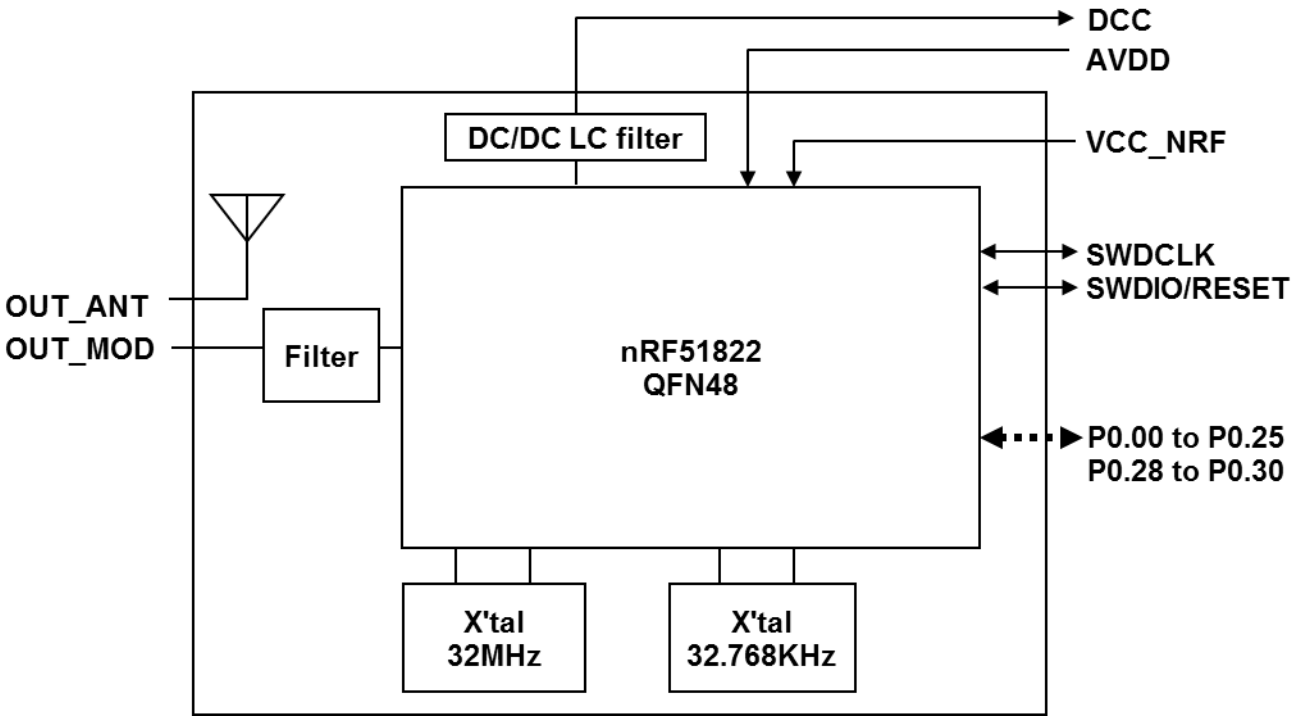 DCC
AVDD
DC/DC LC filter
VCC_NRF
SWDCLK
SWDIO/RESET
OUT_ANT
OUT_MOD
Filter
nRF51822
QFN48
P0.00 to P0.25
P0.28 to P0.30
X'tal
32MHz
X'tal
32.768KHz